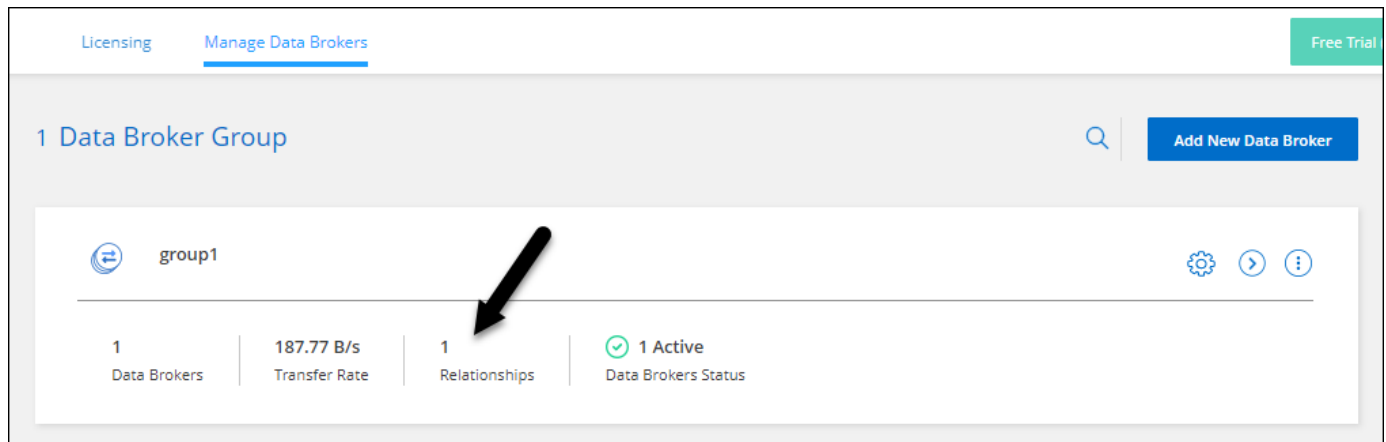 Licensing Manage Data Brokers Free Trial
1 Data Broker Group Add New Data Broker
group1
1 187.77 B/s 1 1 Active
Data Brokers Transfer Rate Relationships Data Brokers Status